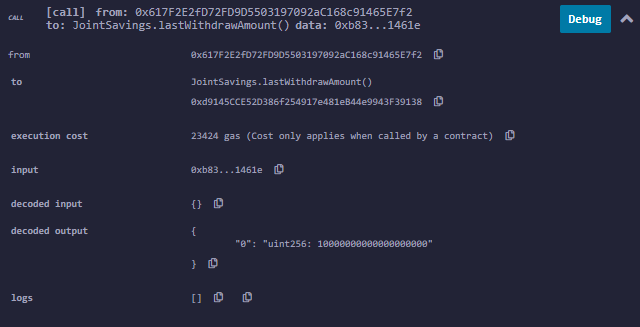 CALL [call] from: 0x617F2E2fD72FD9D5503197092aC168c91465E7f2
to: JointSavings.lastWithdrawAmount() data: 0xb83...1461e
Debug
from 0x617F2E2fD72FD9D5503197092aC168c91465E7f2
to JointSavings.lastWithdrawAmount()
0xd9145CCE52D386f254917e481eB44e9943F39138
execution cost 23424 gas (Cost only applies when called by a contract)
input 0xb83...1461e
decoded input {}
decoded output {
"0": "uint256: 10000000000000000000"
}
logs []